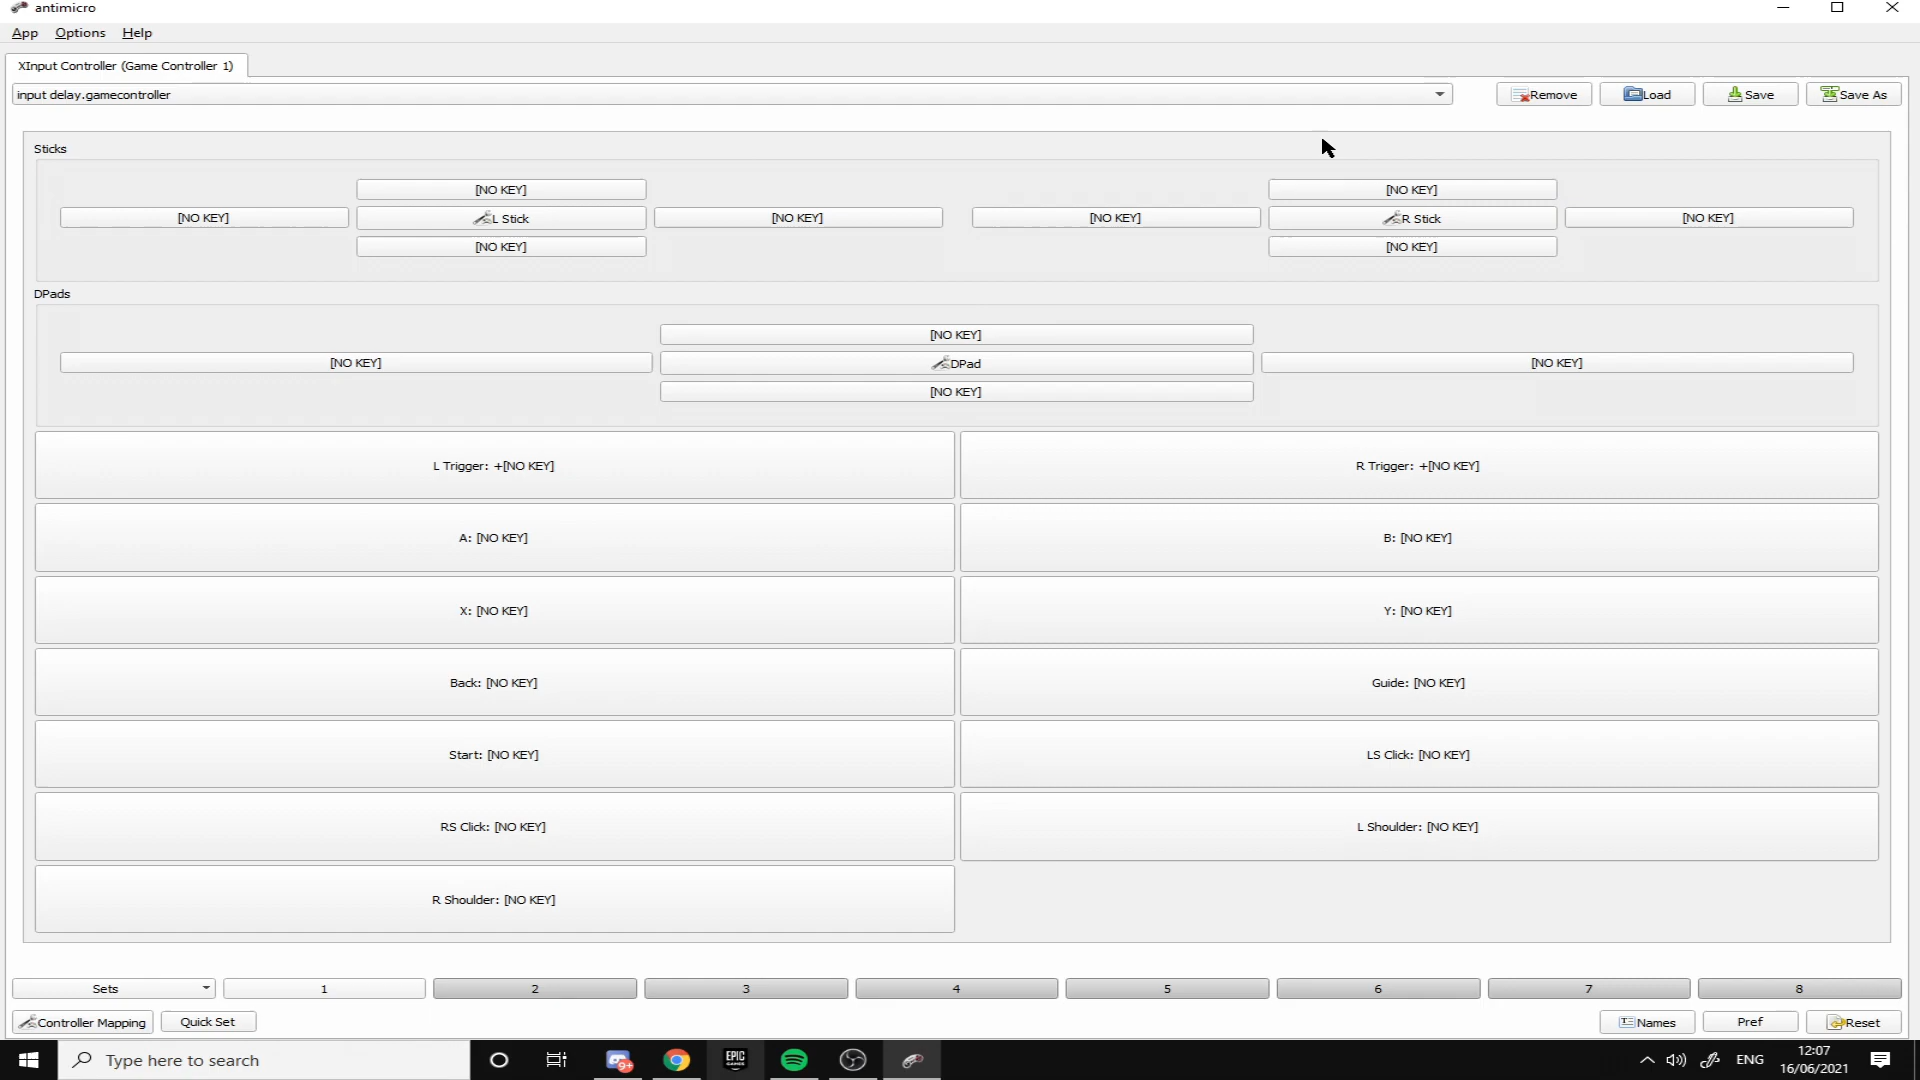 antimicro
App Options Help
XInput Controller (Game Controller 1)
input delay.gamecontroller
Remove
Load
Save
Save As
Sticks
[NO KEY]
[NO KEY]
[NO KEY]
L Stick
[NO KEY]
[NO KEY]
R Stick
[NO KEY]
[NO KEY]
[NO KEY]
DPads
[NO KEY]
[NO KEY]
DPad
[NO KEY]
[NO KEY]
L Trigger: +[NO KEY]
R Trigger: +[NO KEY]
A: [NO KEY]
B: [NO KEY]
X: [NO KEY]
Y: [NO KEY]
Back: [NO KEY]
Guide: [NO KEY]
Start: [NO KEY]
LS Click: [NO KEY]
RS Click: [NO KEY]
L Shoulder: [NO KEY]
R Shoulder: [NO KEY]
Sets
1
2
3
4
5
6
7
8
Controller Mapping
Quick Set
Names
Pref
Reset
Type here to search
9+
EPIC
GAMES
ENG
12:07
16/06/2021